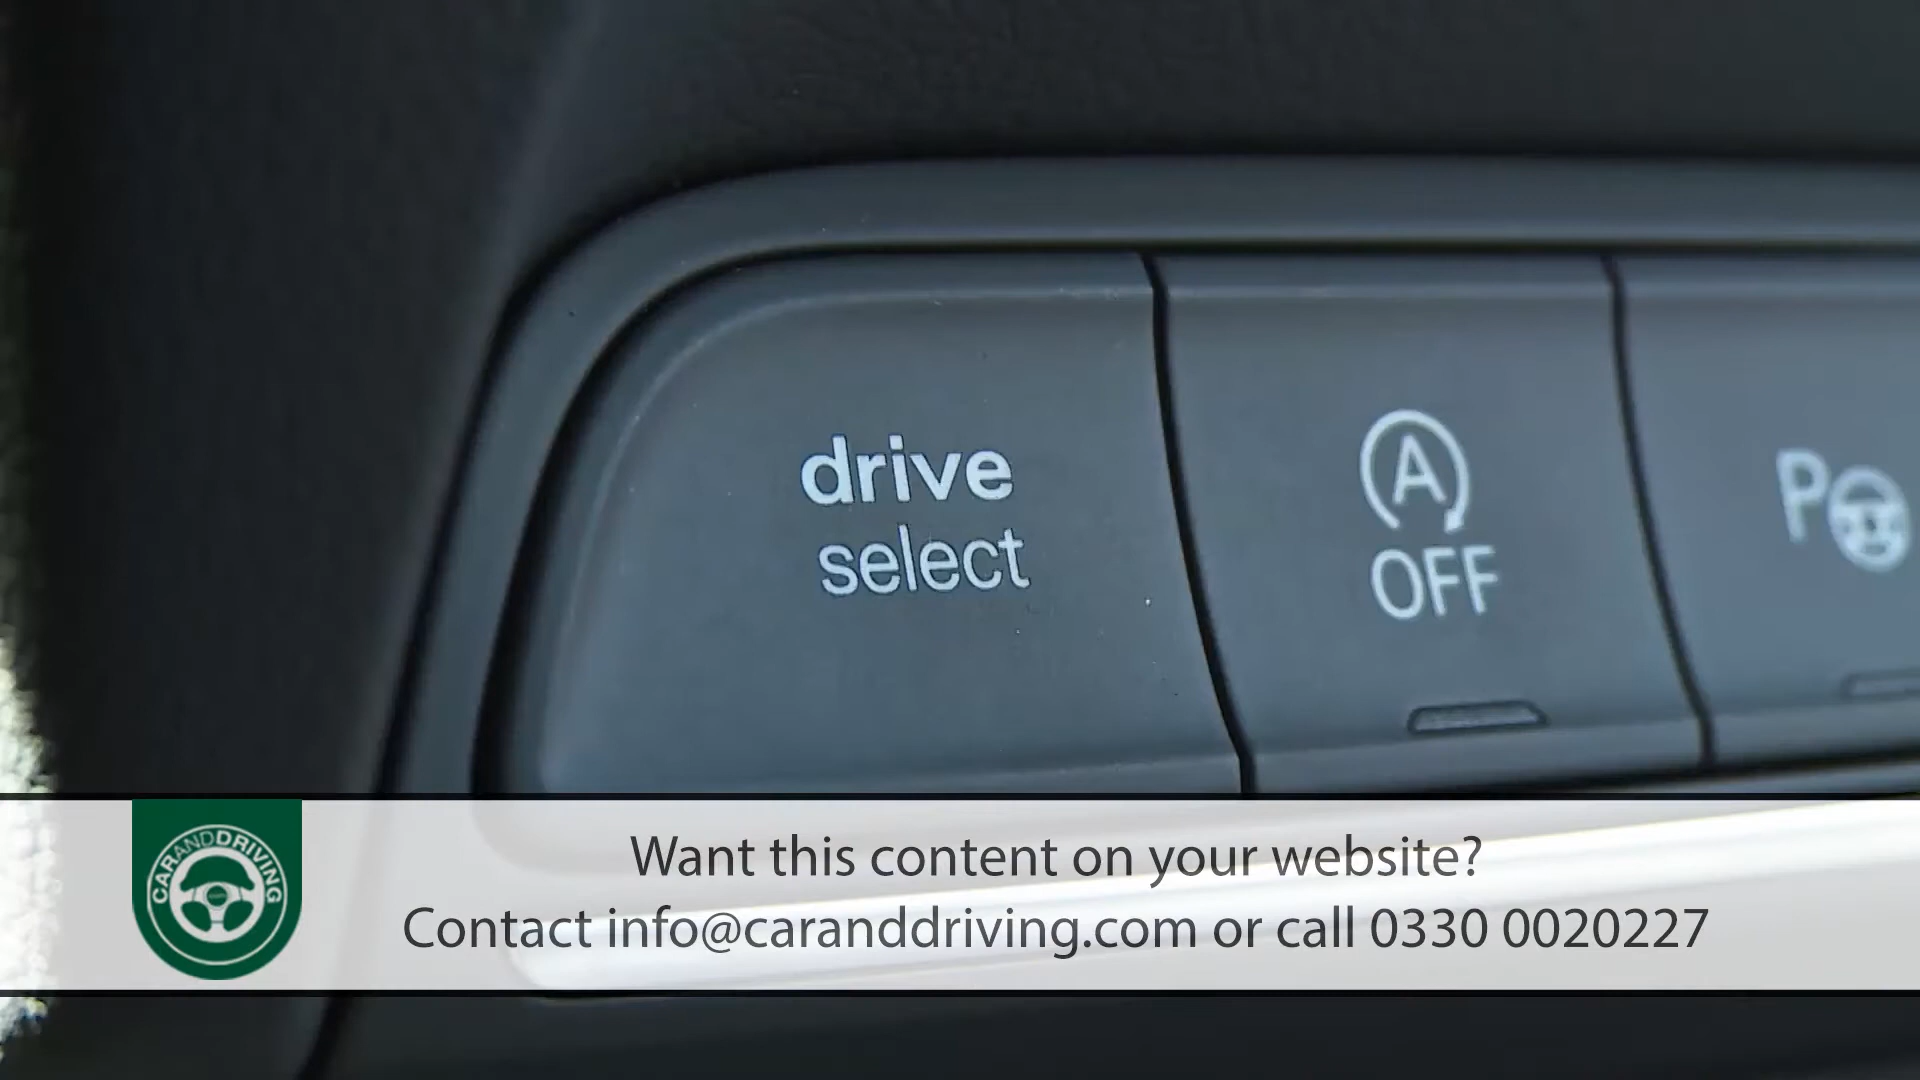 drive
select
A
OFF
P
CARANDDRIVING
Want this content on your website?
Contact info@caranddriving.com or call 0330 0020227